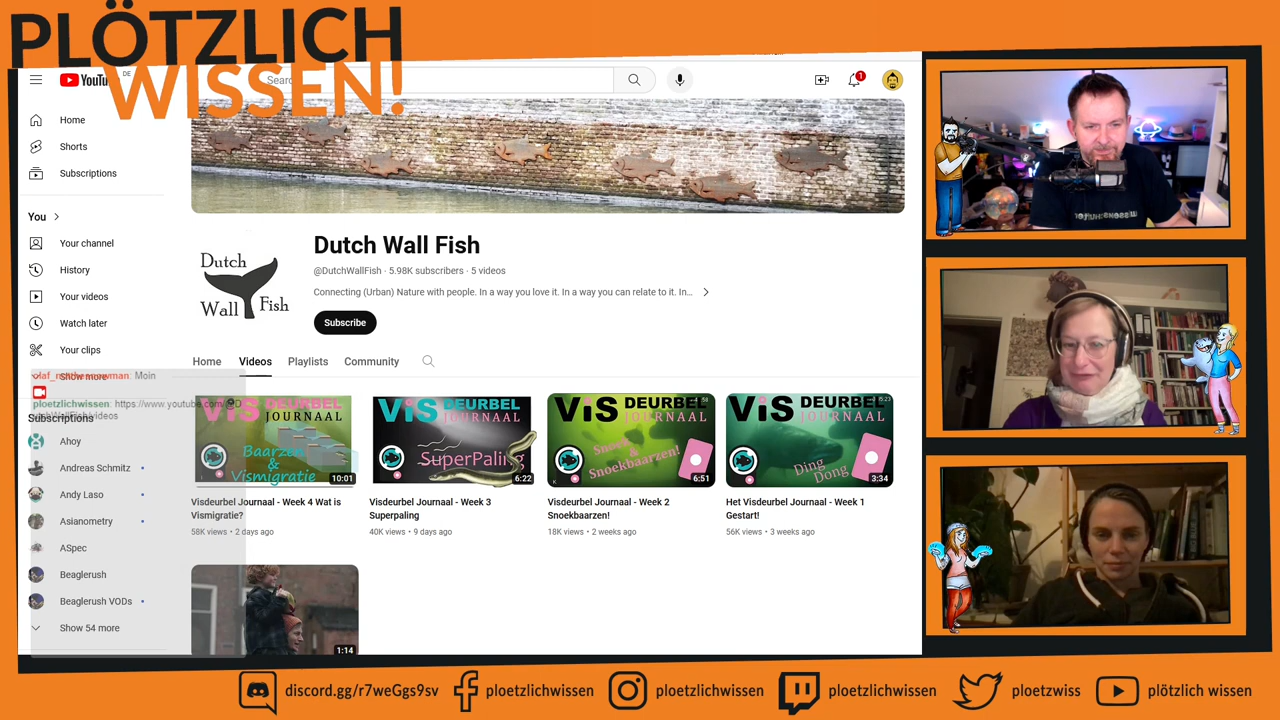 PLÖTZLICH
WISSEN!
DE
Search
1
Home
Shorts
Subscriptions
You
Your channel
History
Your videos
Watch later
Your clips
Show more
Subscriptions
Ahoy
Andreas Schmitz
Andy Laso
Asianometry
ASpec
Beaglerush
Beaglerush VODs
Show 54 more
Moin
ploetzlichwissen: https://www.youtube.com/@D
Dutch
Wall Fish
Dutch Wall Fish
@DutchWallFish · 5.98K subscribers · 5 videos
Connecting (Urban) Nature with people. In a way you love it. In a way you can relate to it. In...
Subscribe
Home Videos Playlists Community
ViS DEURBEL
JOURNAAL
Baarzen
&
Vismigratie
10:01
Visdeurbel Journaal - Week 4 Wat is
Vismigratie?
58K views • 2 days ago
ViS DEURBEL
JOURNAAL
SuperPaling
6:22
Visdeurbel Journaal - Week 3
Superpaling
40K views • 9 days ago
ViS DEURBEL
JOURNAAL
Snoek
&
Snoekbaarzen!
6:51
Visdeurbel Journaal - Week 2
Snoekbaarzen!
18K views • 2 weeks ago
ViS DEURBEL
JOURNAAL
Ding
Dong
3:34
Het Visdeurbel Journaal - Week 1
Gestart!
56K views • 3 weeks ago
1:14
discord.gg/r7weGgs9sv ploetzlichwissen ploetzlichwissen ploetzlichwissen ploetzwiss plötzlich wissen